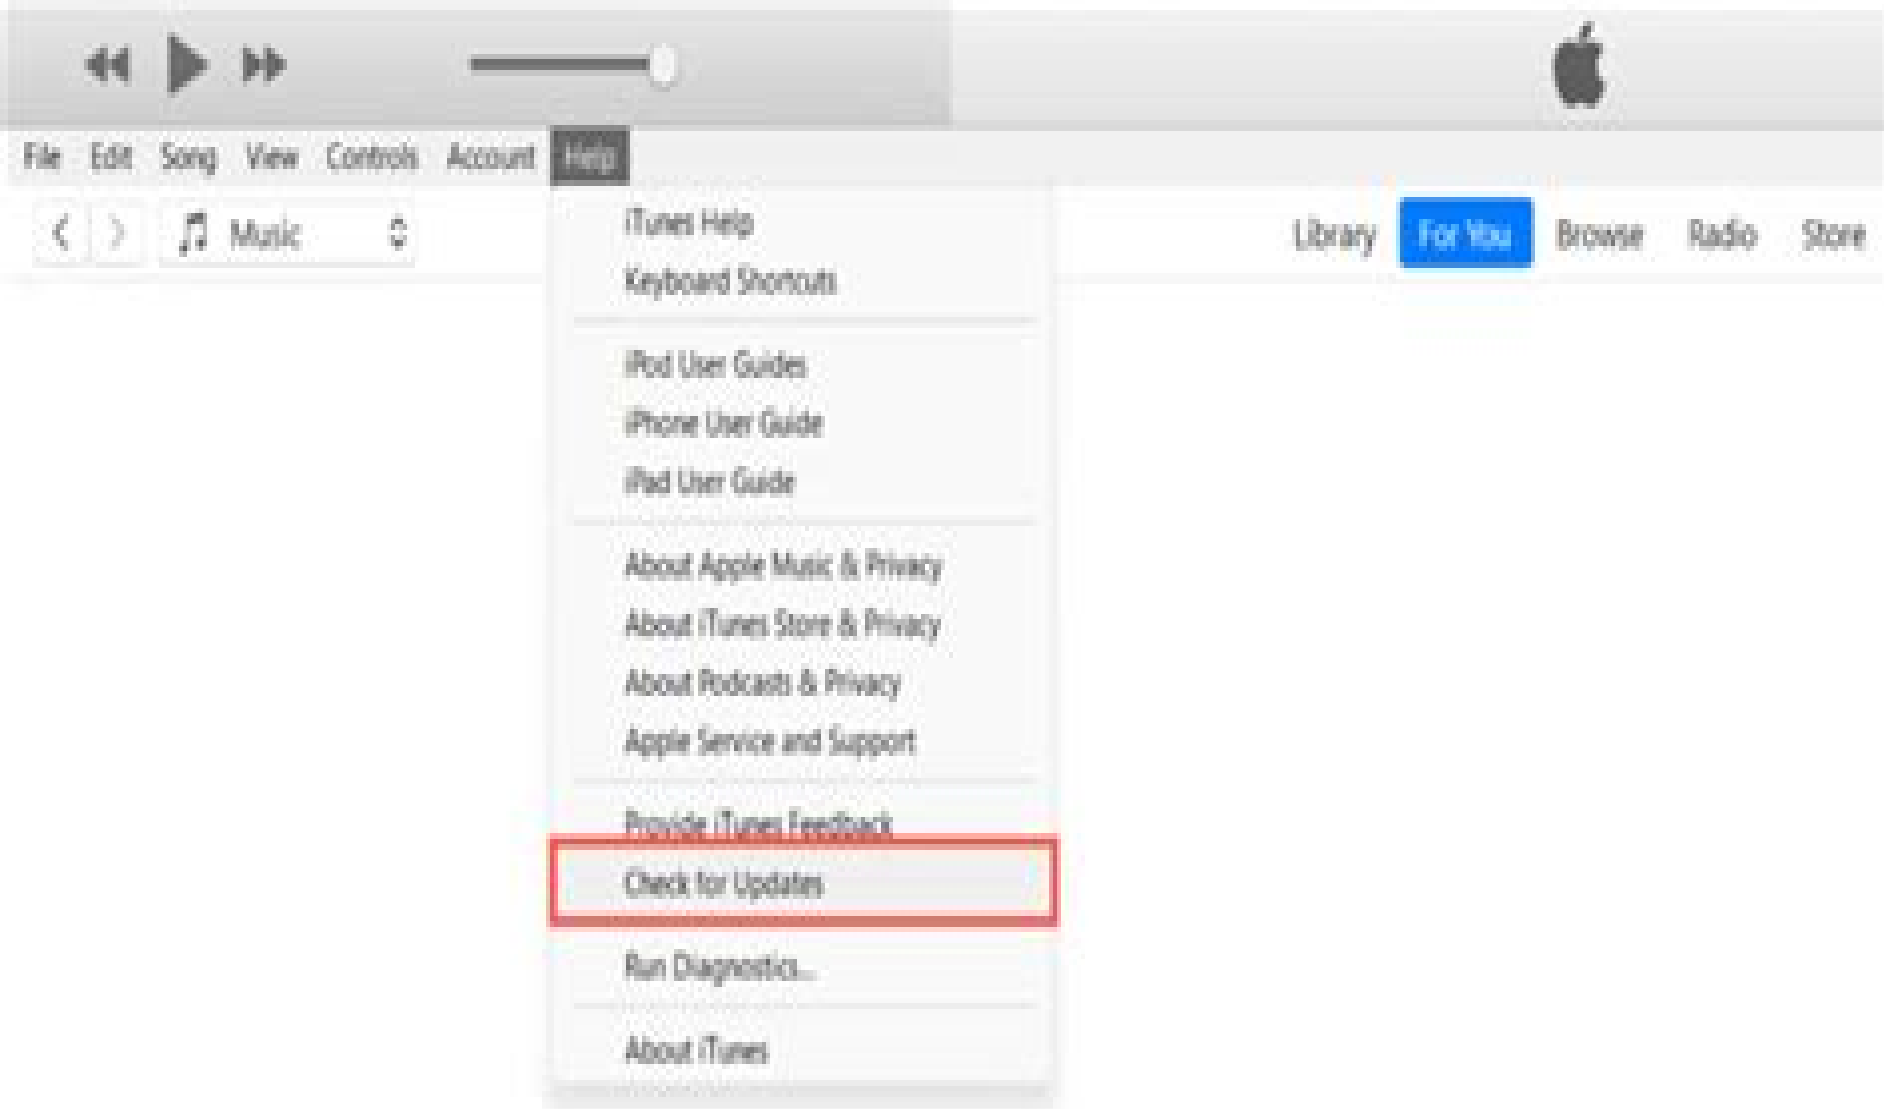 File Edit Song View Controls Account Help
Music
Library For You Browse Radio Store
iTunes Help
Keyboard Shortcuts
iPod User Guides
iPhone User Guide
iPad User Guide
About Apple Music & Privacy
About iTunes Store & Privacy
About Podcasts & Privacy
Apple Service and Support
Provide iTunes Feedback
Check for Updates
Run Diagnostics...
About iTunes